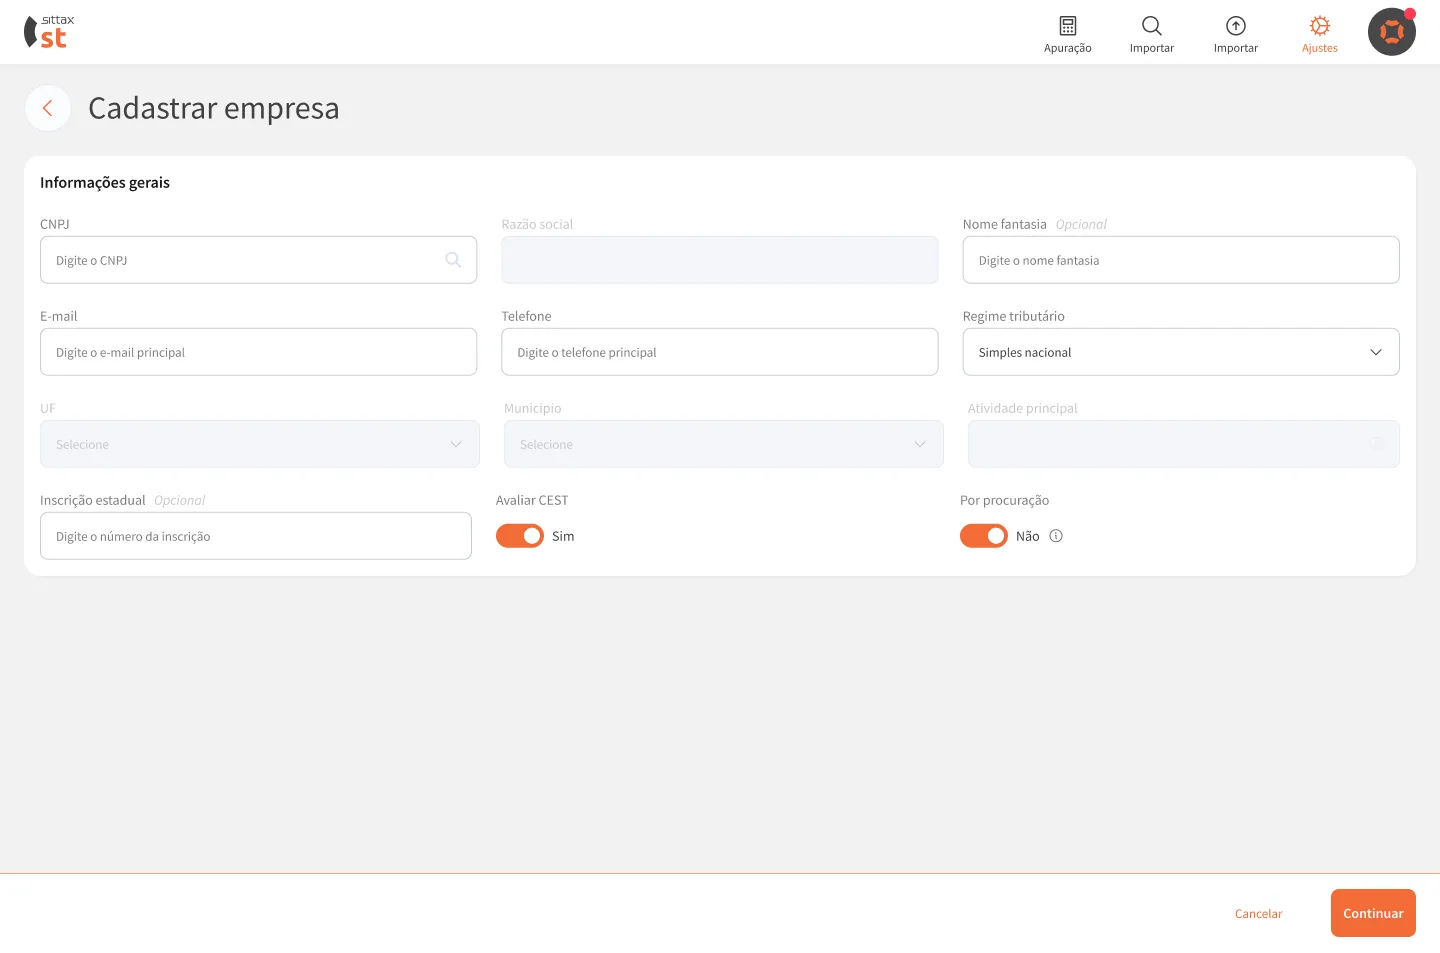 sıttax
st
Apuração
Importar
Importar
Ajustes
Cadastrar empresa
Informações gerais
CNPJ
Razão social
Nome fantasia Opcional
Digite o CNPJ
Digite o nome fantasia
E-mail
Telefone
Regime tributário
Digite o e-mail principal
Digite o telefone principal
Simples nacional
UF
Municipio
Atividade principal
Selecione
Selecione
Inscrição estadual Opcional
Avaliar CEST
Por procuração
Digite o número da inscrição
Sim
Não
Cancelar
Continuar